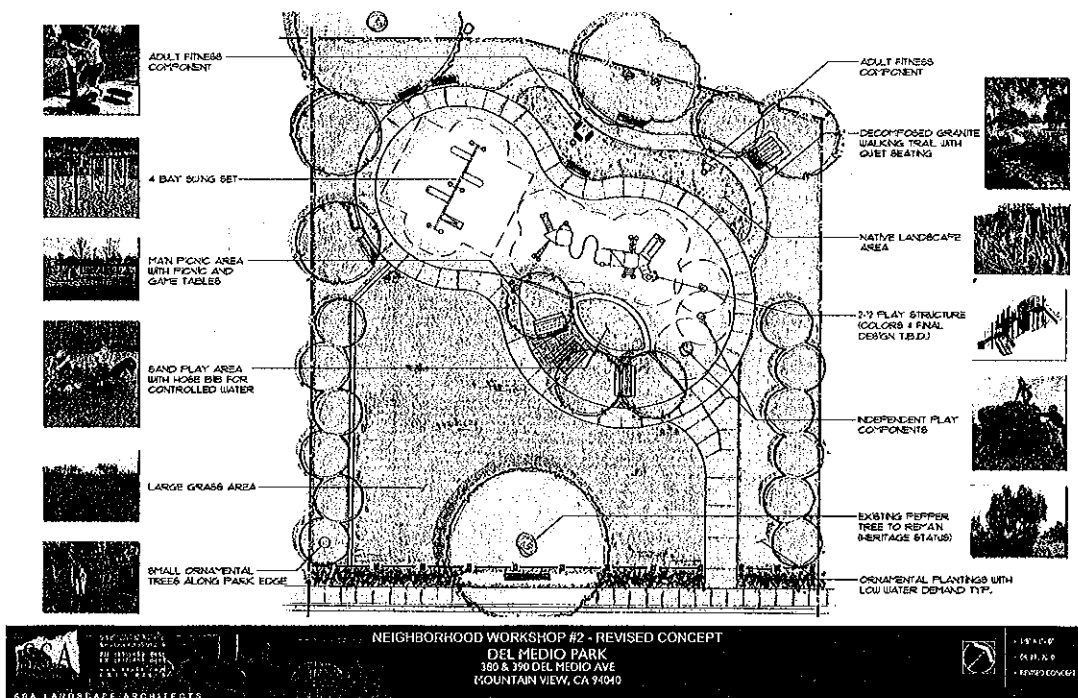 ADULT FITNESS
COMPONENT
4 BAY SWING SET
MAIN PICNIC AREA
WITH PICNIC AND
GAME TABLES
SAND PLAY AREA
WITH HOSE BIB FOR
CONTROLLED WATER
LARGE GRASS AREA
SMALL ORNAMENTAL
TREES ALONG PARK EDGE
ADULT FITNESS
COMPONENT
DECOMPOSED GRANITE
WALKING TRAIL WITH
QUIET SEATING
NATIVE LANDSCAPE
AREA
2-12 PLAY STRUCTURE
(COLORS & FINAL
DESIGN T.B.D.)
INDEPENDENT PLAY
COMPONENTS
EXISTING PEPPER
TREE TO REMAIN
(HERITAGE STATUS)
ORNAMENTAL PLANTINGS WITH
LOW WATER DEMAND TYP.
NEIGHBORHOOD WORKSHOP #2 - REVISED CONCEPT
DEL MEDIO PARK
380 & 390 DEL MEDIO AVE
MOUNTAIN VIEW, CA 94040
SSA
SSA LANDSCAPE ARCHITECTS
REVISED CONCEPT